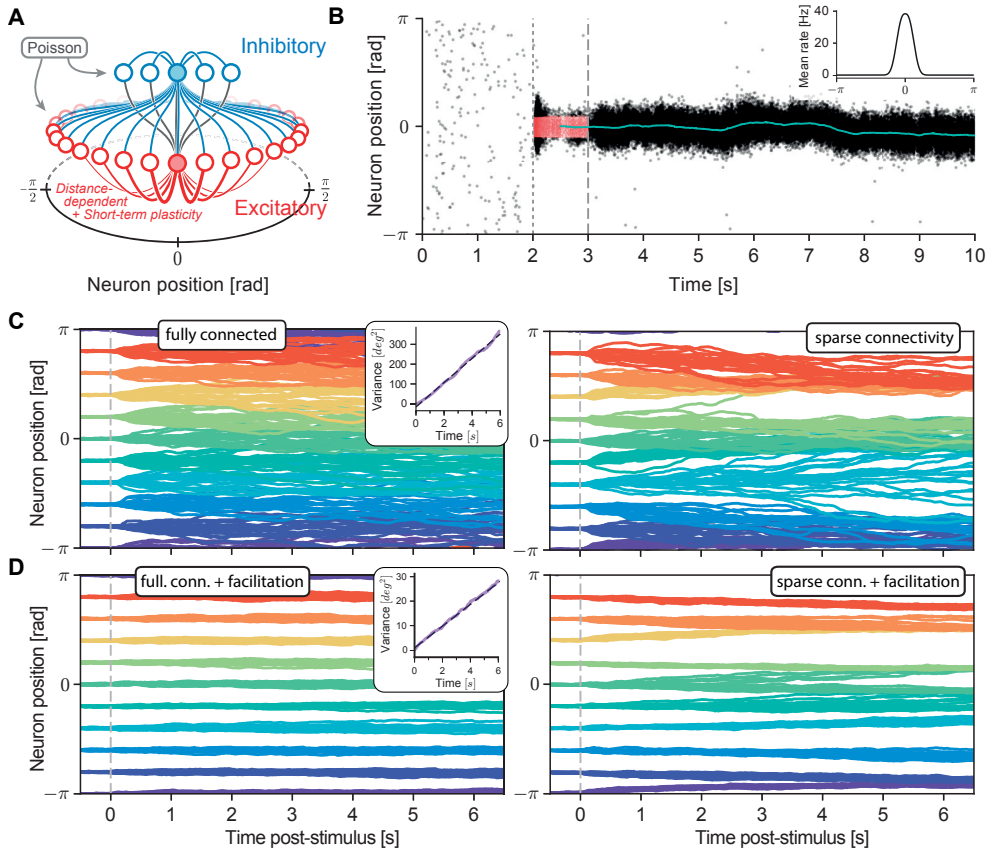 A
Poisson
Inhibitory
−π/2
π/2
Distance-
dependent
+ Short-term plasticity
Excitatory
0
Neuron position [rad]
B
Neuron position [rad]
π
0
−π
0 1 2 3 4 5 6 7 8 9 10
Time [s]
Mean rate [Hz]
40
20
0
−π 0 π
C
Neuron position [rad]
π
0
−π
fully connected
Variance [deg²]
300
200
100
0
0 2 4 6
Time [s]
sparse connectivity
π
0
−π
D
Neuron position [rad]
π
0
−π
full. conn. + facilitation
Variance [deg²]
30
20
10
0
0 2 4 6
Time [s]
0 1 2 3 4 5 6
Time post-stimulus [s]
sparse conn. + facilitation
π
0
−π
0 1 2 3 4 5 6
Time post-stimulus [s]